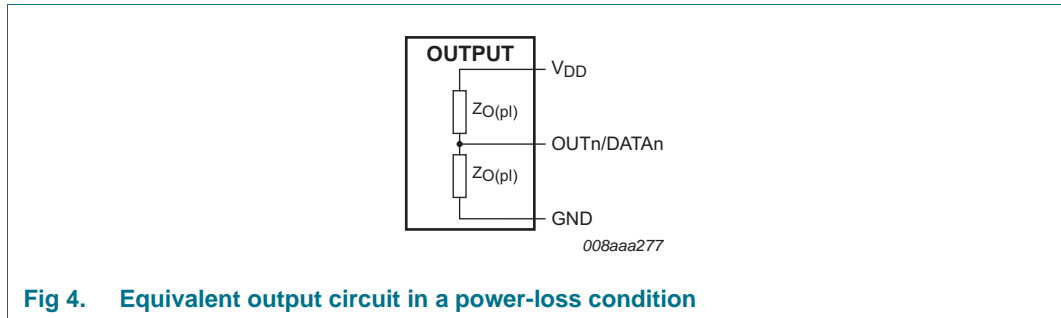 OUTPUT
VDD
ZO(pl)
OUTn/DATAn
ZO(pl)
GND
008aaa277
Fig 4. Equivalent output circuit in a power-loss condition